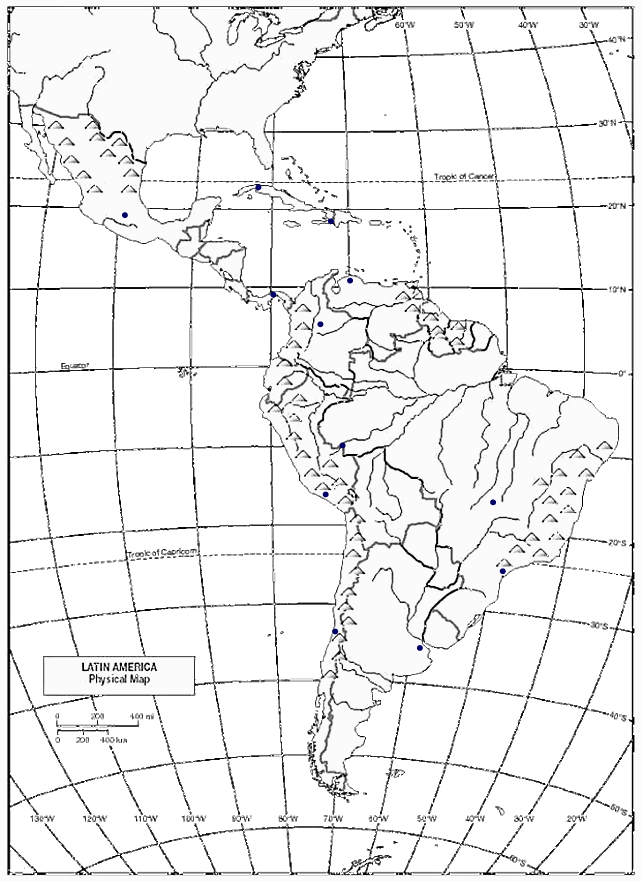 60°W 50°W 40°W 30°W
40°N
30°N
Tropic of Cancer
20°N
10°N
Equator
0°
20°S
Tropic of Capricorn
30°S
LATIN AMERICA
Physical Map
0 200 400 mi
0 200 400 km
40°S
50°S
130°W 120°W 110°W 100°W 90°W 80°W 70°W 60°W 50°W 40°W 30°W 20°W
60°S